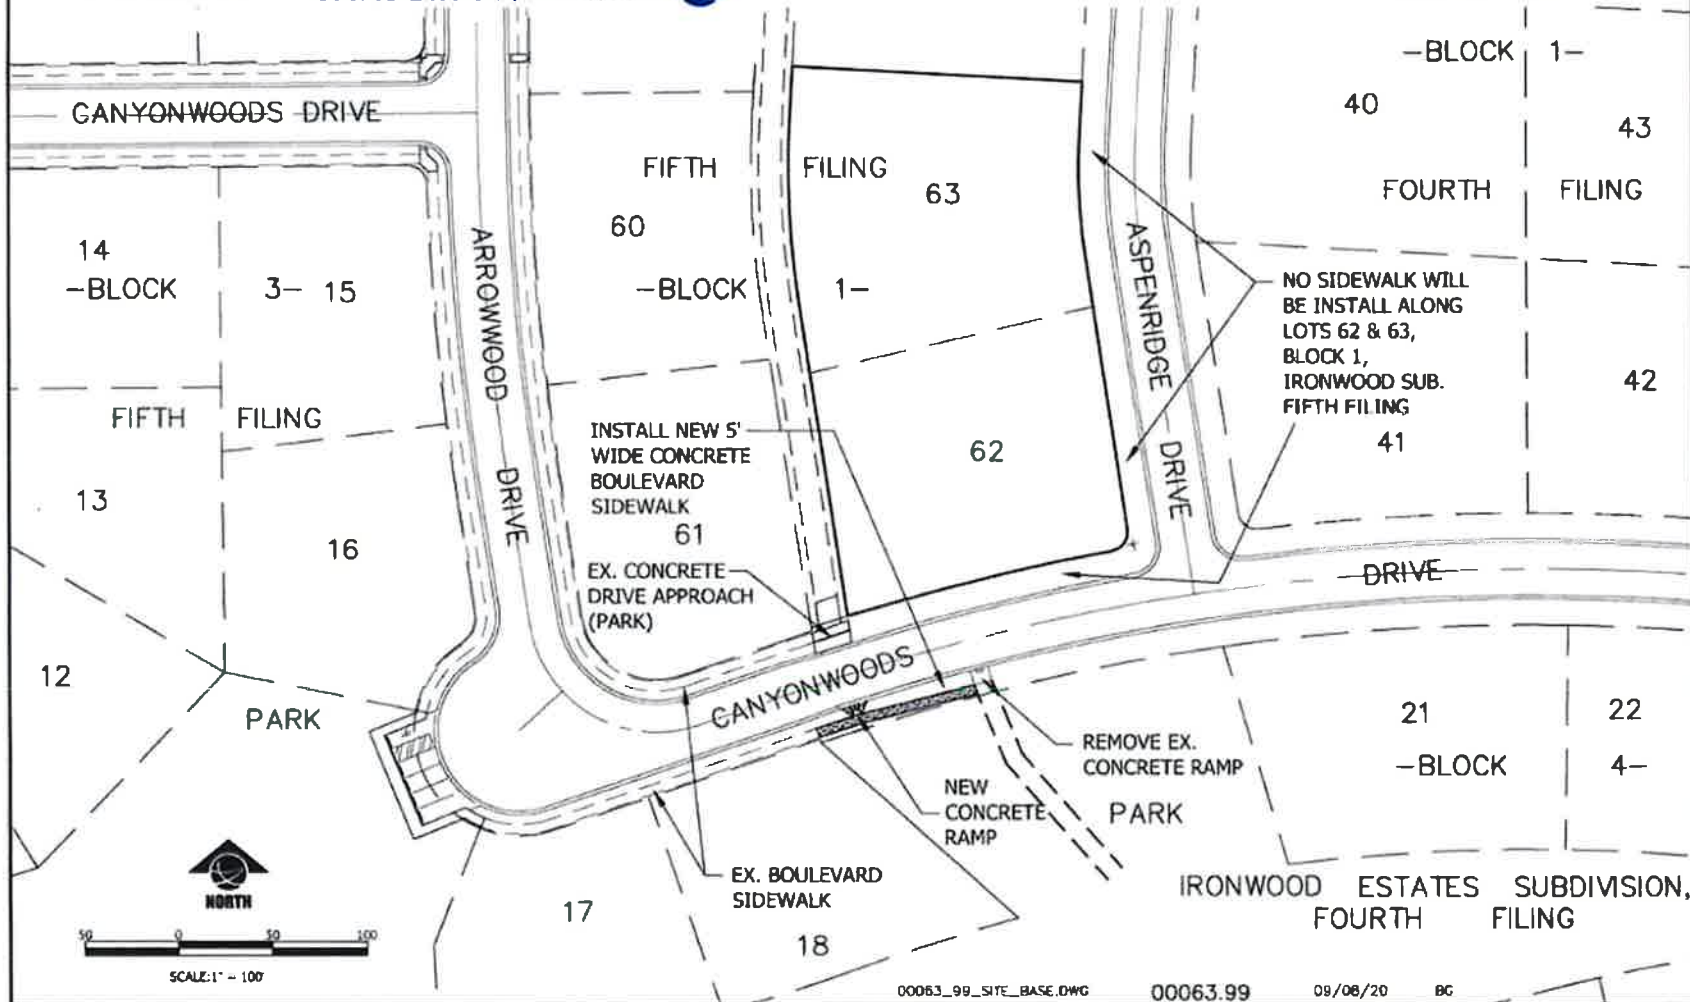 -BLOCK 1-
40
43
CANYONWOODS DRIVE
FIFTH FILING
63
FOURTH FILING
60
14
-BLOCK 3- 15
-BLOCK 1-
ARROWWOOD DRIVE
ASPENRIDGE DRIVE
NO SIDEWALK WILL
BE INSTALL ALONG
LOTS 62 & 63,
BLOCK 1,
IRONWOOD SUB.
FIFTH FILING
42
41
FIFTH FILING
INSTALL NEW 5'
WIDE CONCRETE
BOULEVARD
SIDEWALK
62
61
13
16
EX. CONCRETE
DRIVE APPROACH
(PARK)
DRIVE
CANYONWOODS
12
PARK
21
22
-BLOCK 4-
REMOVE EX.
CONCRETE RAMP
NEW
CONCRETE
RAMP
PARK
EX. BOULEVARD
SIDEWALK
17
18
IRONWOOD ESTATES SUBDIVISION,
FOURTH FILING
NORTH
50 0 50 100
SCALE:1" = 100'
00063_99_SITE_BASE.DWG 00063.99 09/08/20 BG